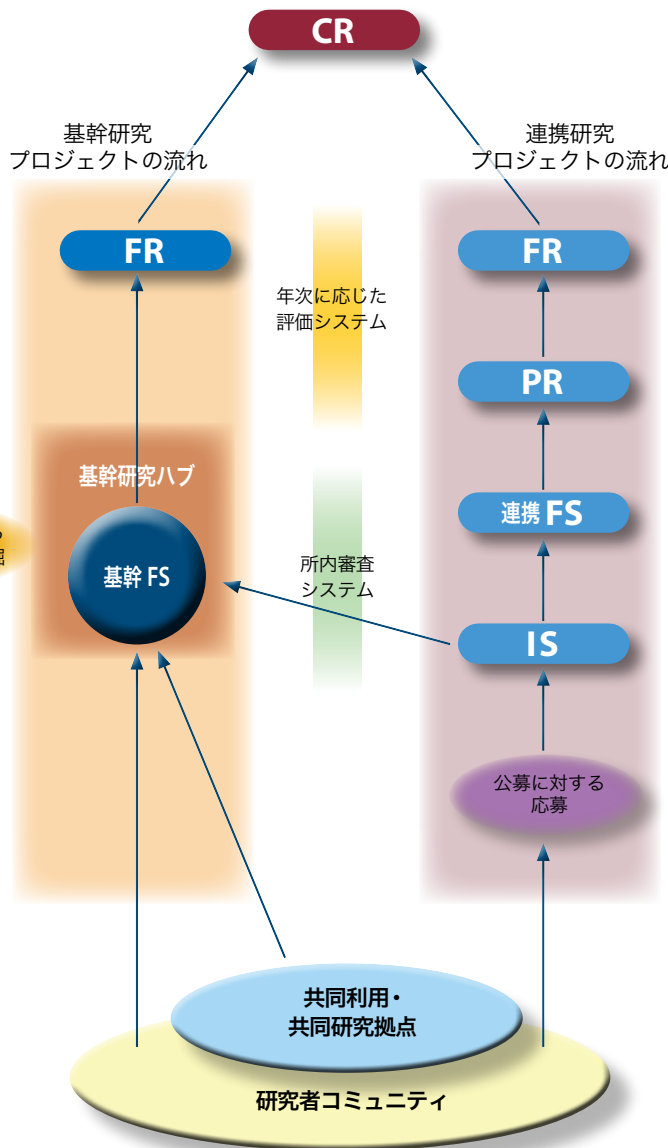 CR
基幹研究
プロジェクトの流れ
連携研究
プロジェクトの流れ
FR
FR
年次に応じた
評価システム
PR
基幹研究ハブ
連携 FS
基幹 FS
所内審査
システム
IS
公募に対する
応募
共同利用・
共同研究拠点
研究者コミュニティ